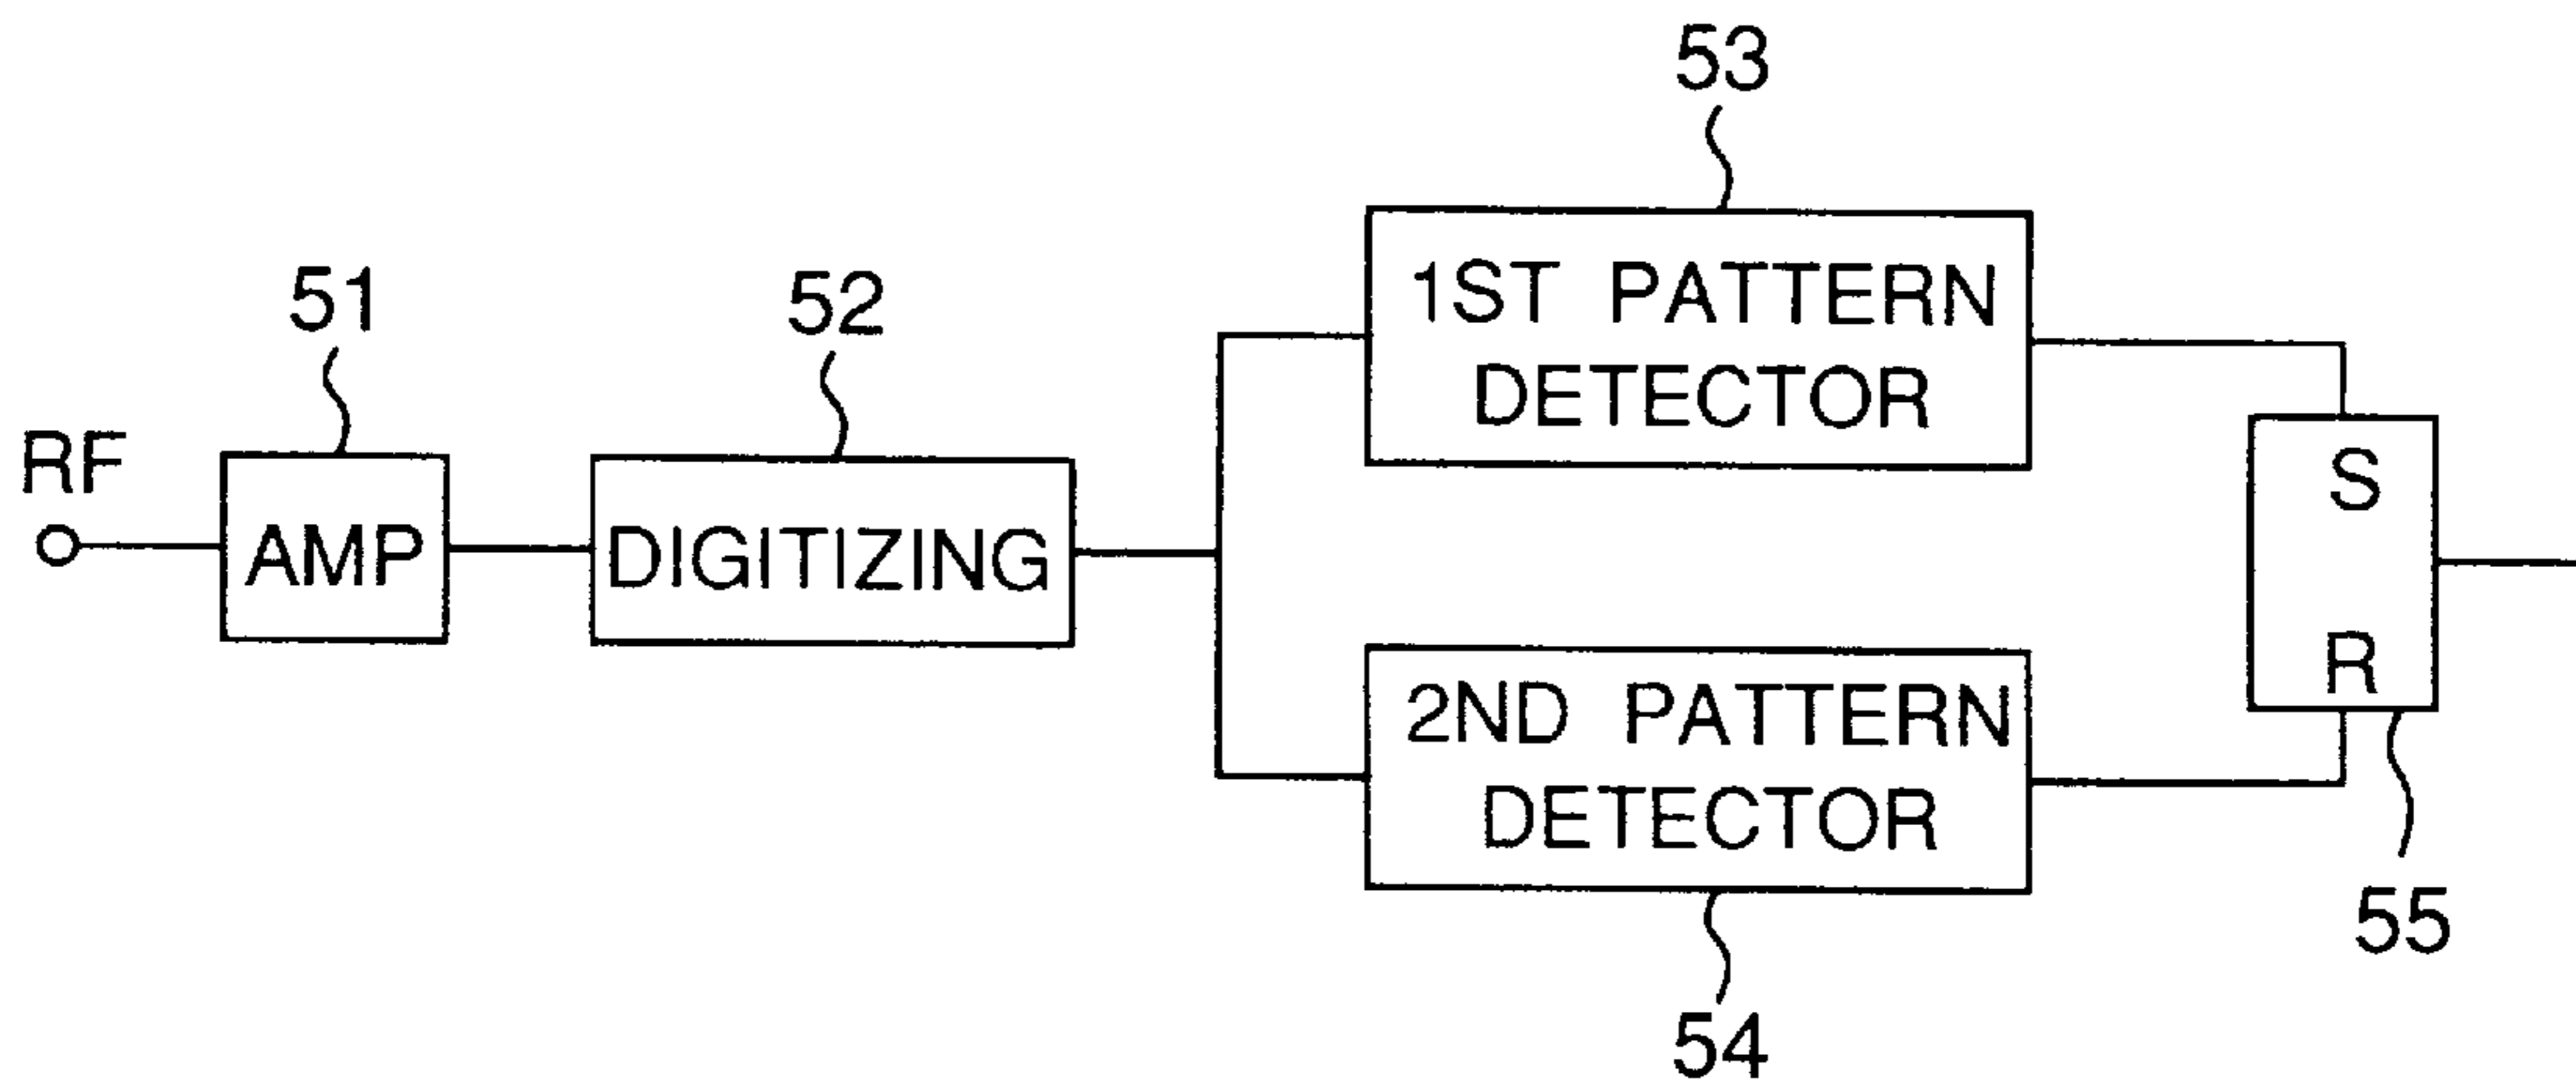 53
51
52
1ST PATTERN
DETECTOR
RF
AMP
DIGITIZING
S
R
2ND PATTERN
DETECTOR
55
54